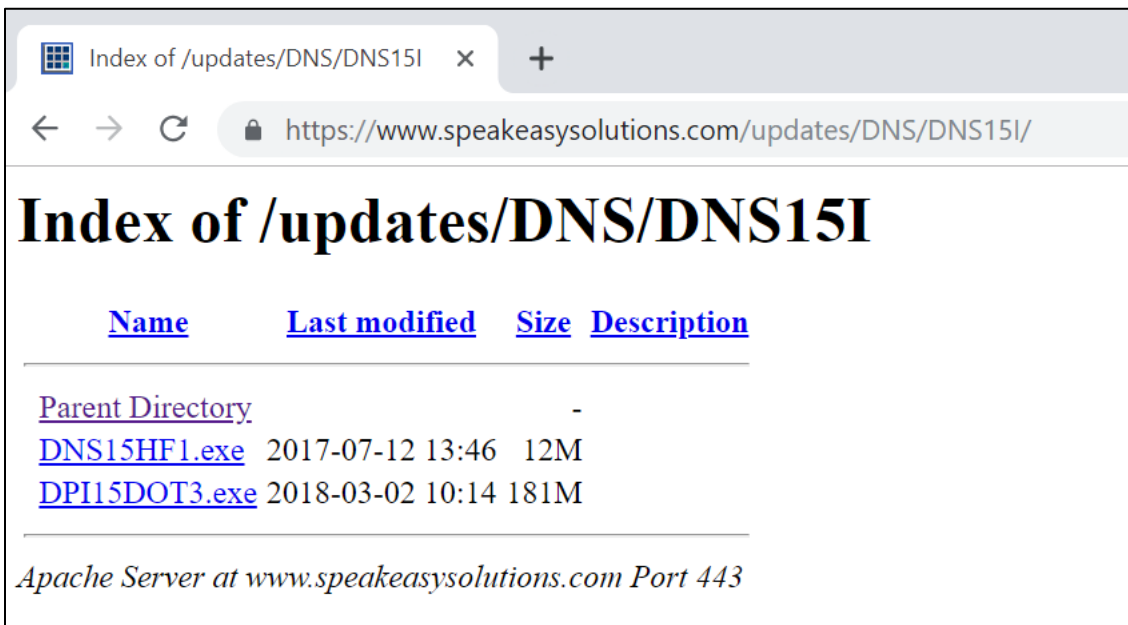 Index of /updates/DNS/DNS15I
https://www.speakeasysolutions.com/updates/DNS/DNS15I/
Index of /updates/DNS/DNS15I
Name Last modified Size Description
Parent Directory -
DNS15HF1.exe 2017-07-12 13:46 12M
DPI15DOT3.exe 2018-03-02 10:14 181M
Apache Server at www.speakeasysolutions.com Port 443